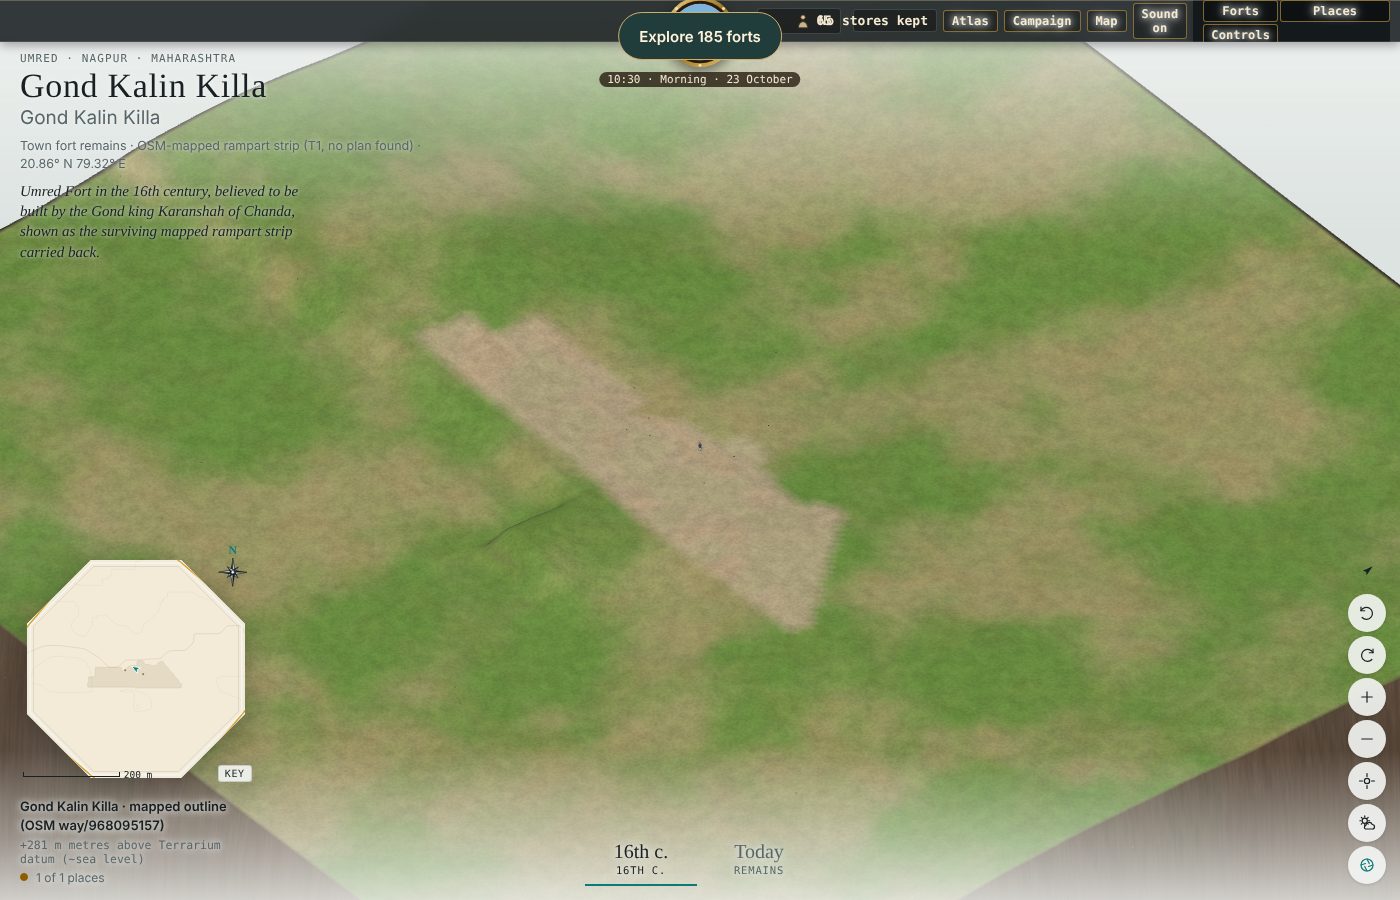 stores kept
Atlas
Campaign
Map
Sound on
Forts
Places
Controls
Explore 185 forts
10:30 · Morning · 23 October
UMRED · NAGPUR · MAHARASHTRA
Gond Kalin Killa
Gond Kalin Killa
Town fort remains · OSM-mapped rampart strip (T1, no plan found) ·
20.86° N 79.32° E
Umred Fort in the 16th century, believed to be
built by the Gond king Karanshah of Chanda,
shown as the surviving mapped rampart strip
carried back.
N
200 m
KEY
Gond Kalin Killa · mapped outline
(OSM way/968095157)
+281 m metres above Terrarium
datum (~sea level)
1 of 1 places
16th c.
16TH C.
Today
REMAINS